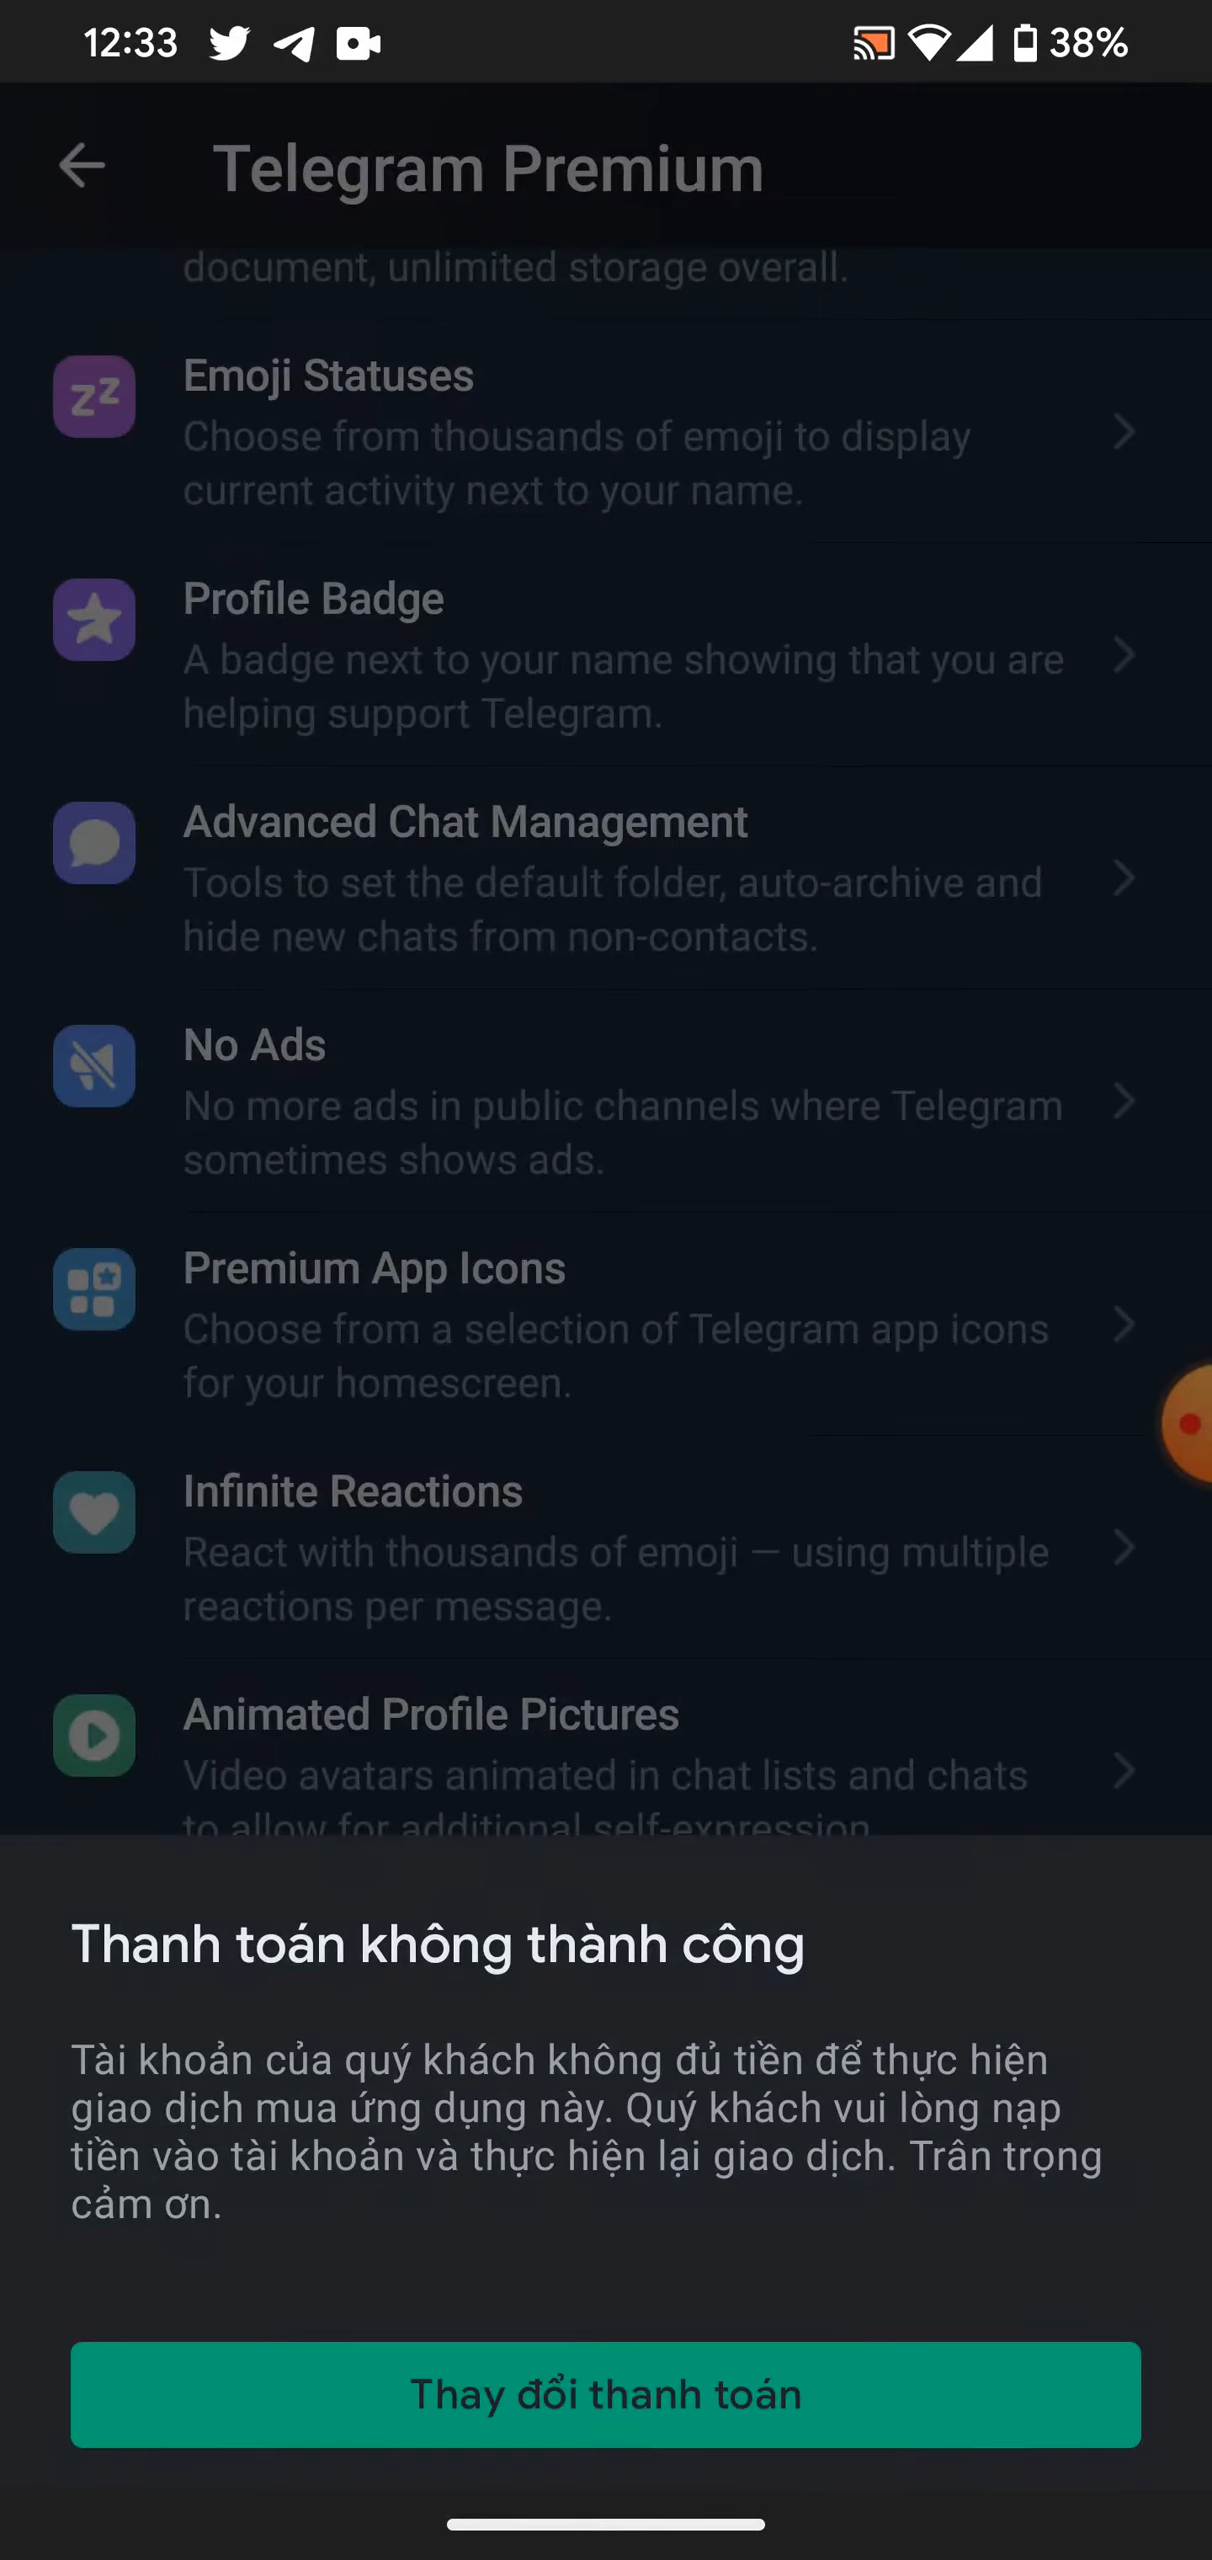 12:33
38%
Telegram Premium
document, unlimited storage overall.
Emoji Statuses
Choose from thousands of emoji to display
current activity next to your name.
Profile Badge
A badge next to your name showing that you are
helping support Telegram.
Advanced Chat Management
Tools to set the default folder, auto-archive and
hide new chats from non-contacts.
No Ads
No more ads in public channels where Telegram
sometimes shows ads.
Premium App Icons
Choose from a selection of Telegram app icons
for your homescreen.
Infinite Reactions
React with thousands of emoji — using multiple
reactions per message.
Animated Profile Pictures
Video avatars animated in chat lists and chats
to allow for additional self-expression
Thanh toán không thành công
Tài khoản của quý khách không đủ tiền để thực hiện
giao dịch mua ứng dụng này. Quý khách vui lòng nạp
tiền vào tài khoản và thực hiện lại giao dịch. Trân trọng
cảm ơn.
Thay đổi thanh toán